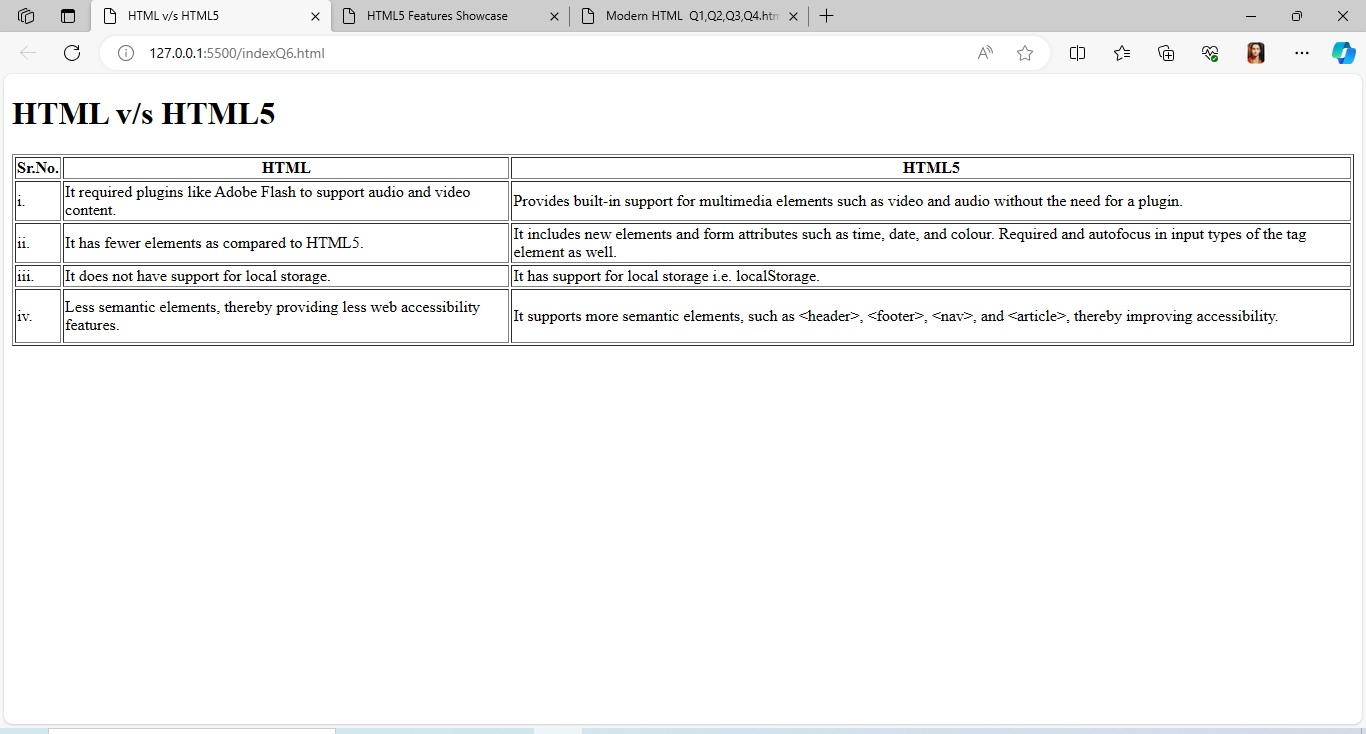 HTML v/s HTML5
HTML5 Features Showcase
Modern HTML Q1,Q2,Q3,Q4.htm
127.0.0.1:5500/indexQ6.html
HTML v/s HTML5
Sr.No. HTML HTML5
i. It required plugins like Adobe Flash to support audio and video
content.
Provides built-in support for multimedia elements such as video and audio without the need for a plugin.
ii. It has fewer elements as compared to HTML5.
It includes new elements and form attributes such as time, date, and colour. Required and autofocus in input types of the tag
element as well.
iii. It does not have support for local storage. It has support for local storage i.e. localStorage.
iv. Less semantic elements, thereby providing less web accessibility
features.
It supports more semantic elements, such as <header>, <footer>, <nav>, and <article>, thereby improving accessibility.